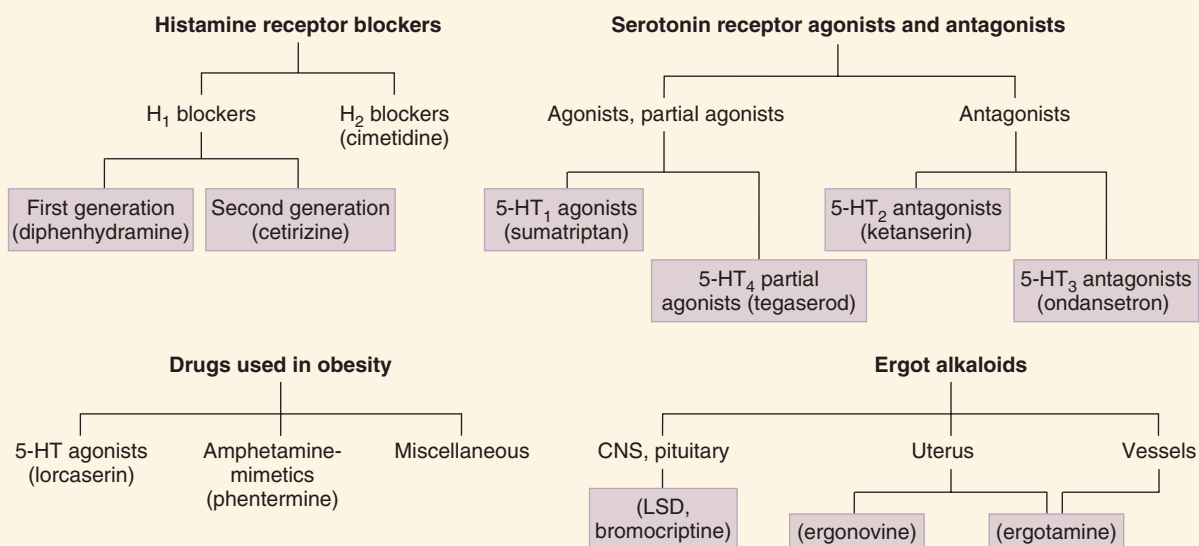 Histamine receptor blockers
H₁ blockers
H₂ blockers
(cimetidine)
First generation
(diphenhydramine)
Second generation
(cetirizine)
Serotonin receptor agonists and antagonists
Agonists, partial agonists
Antagonists
5-HT₁ agonists
(sumatriptan)
5-HT₄ partial
agonists (tegaserod)
5-HT₂ antagonists
(ketanserin)
5-HT₃ antagonists
(ondansetron)
Drugs used in obesity
5-HT agonists
(lorcaserin)
Amphetamine-
mimetics
(phentermine)
Miscellaneous
Ergot alkaloids
CNS, pituitary
(LSD,
bromocriptine)
Uterus
Vessels
(ergonovine)
(ergotamine)